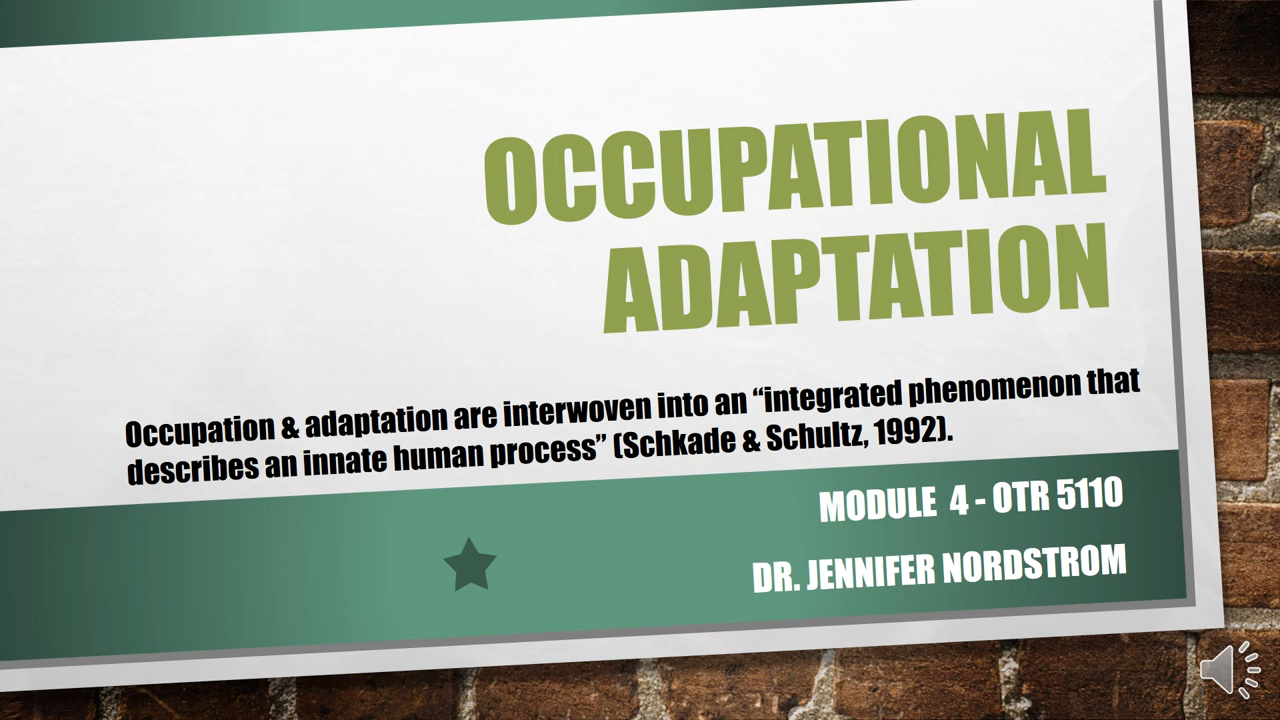 OCCUPATIONAL
ADAPTATION
Occupation & adaptation are interwoven into an “integrated phenomenon that
describes an innate human process” (Schkade & Schultz, 1992).
MODULE 4 - OTR 5110
DR. JENNIFER NORDSTROM